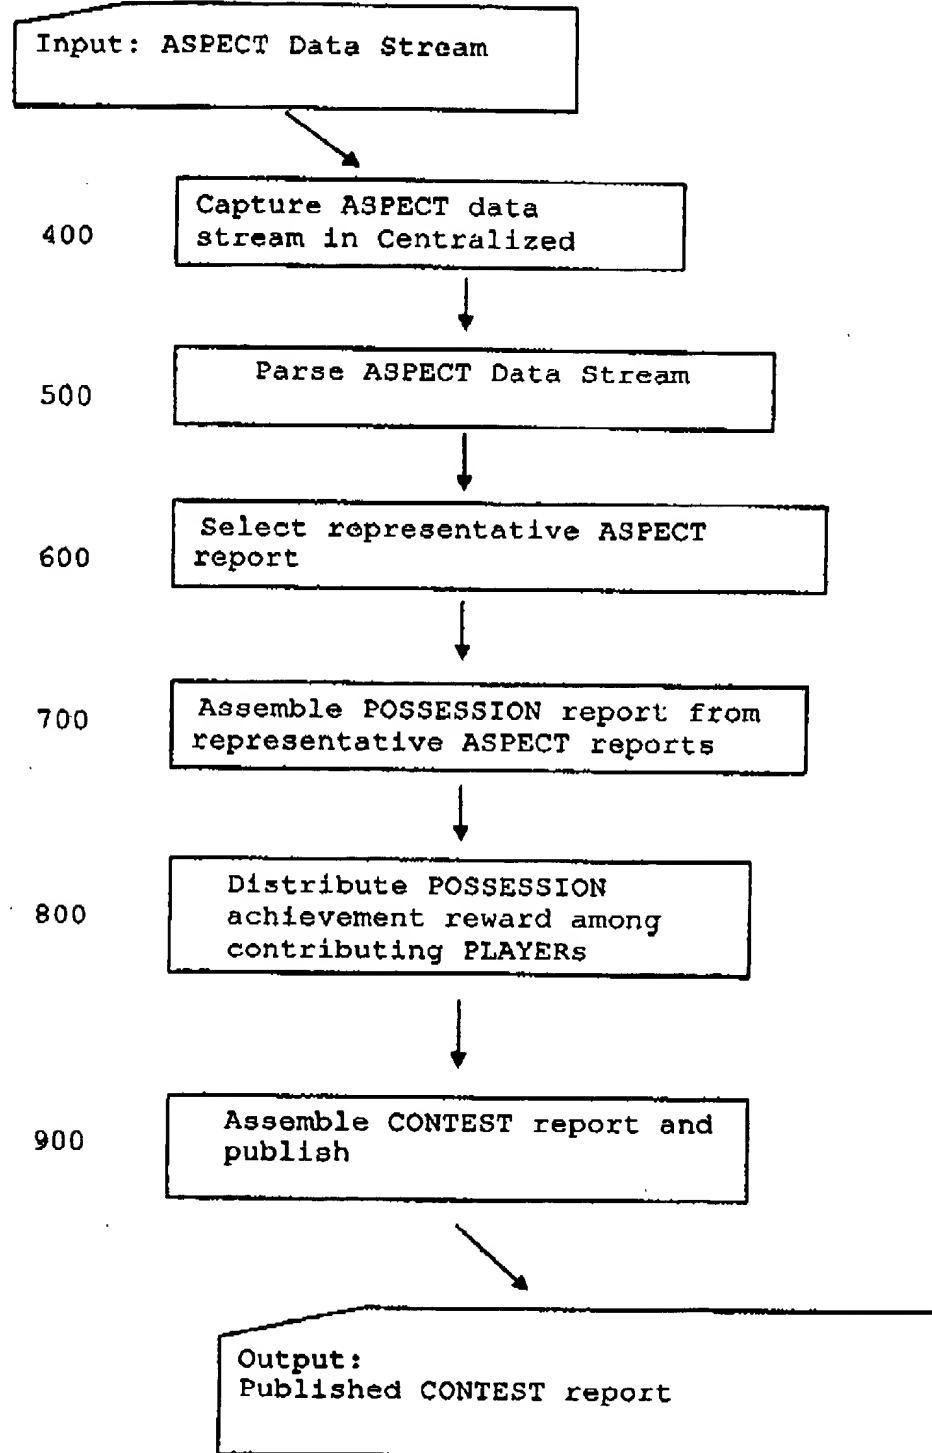 Input: ASPECT Data Stream
400
Capture ASPECT data
stream in Centralized
500
Parse ASPECT Data Stream
600
Select representative ASPECT
report
700
Assemble POSSESSION report from
representative ASPECT reports
800
Distribute POSSESSION
achievement reward among
contributing PLAYERs
900
Assemble CONTEST report and
publish
Output:
Published CONTEST report